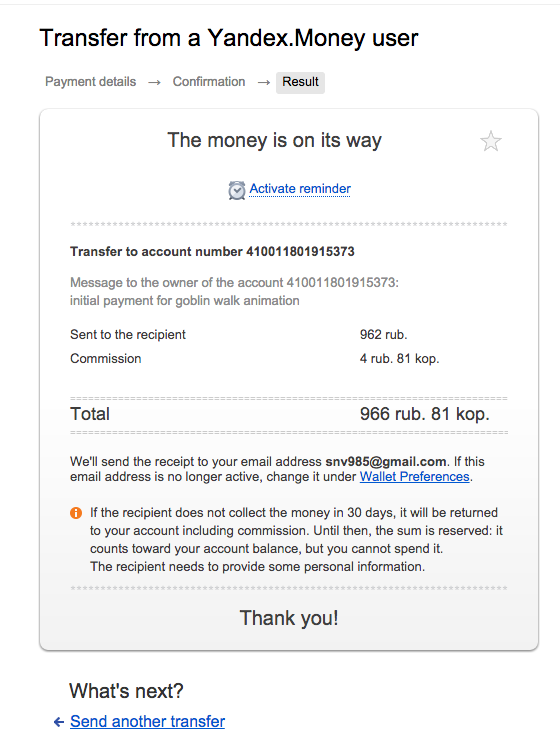 Transfer from a Yandex.Money user
Payment details → Confirmation → Result
The money is on its way
Activate reminder
Transfer to account number 410011801915373
Message to the owner of the account 410011801915373:
initial payment for goblin walk animation
Sent to the recipient 962 rub.
Commission 4 rub. 81 kop.
Total 966 rub. 81 kop.
We'll send the receipt to your email address snv985@gmail.com. If this
email address is no longer active, change it under Wallet Preferences.
If the recipient does not collect the money in 30 days, it will be returned
to your account including commission. Until then, the sum is reserved: it
counts toward your account balance, but you cannot spend it.
The recipient needs to provide some personal information.
Thank you!
What's next?
← Send another transfer